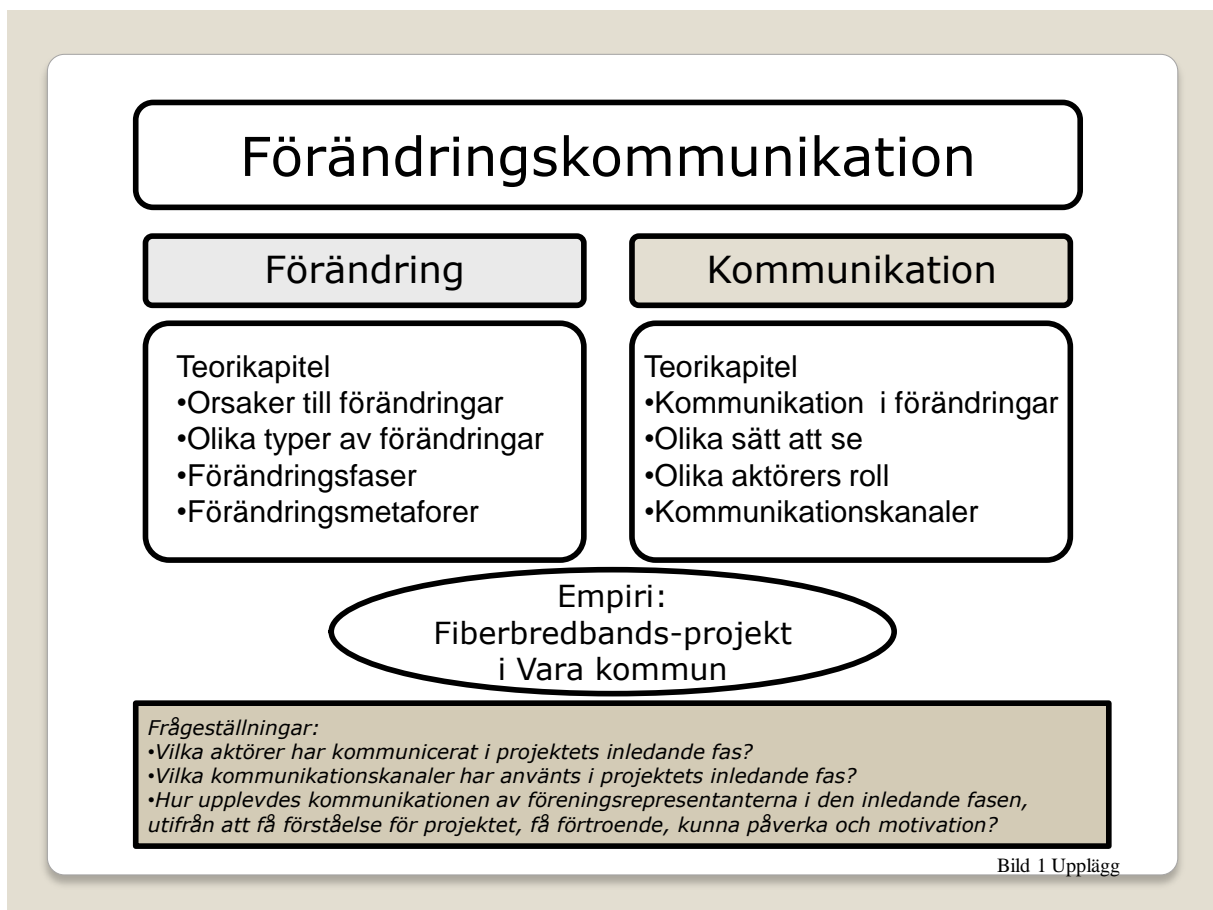 Förändringskommunikation
Förändring
Kommunikation
Teorikapitel
•Orsaker till förändringar
•Olika typer av förändringar
•Förändringsfaser
•Förändringsmetaforer
Teorikapitel
•Kommunikation i förändringar
•Olika sätt att se
•Olika aktörers roll
•Kommunikationskanaler
Empiri:
Fiberbredbands-projekt
i Vara kommun
Frågeställningar:
•Vilka aktörer har kommunicerat i projektets inledande fas?
•Vilka kommunikationskanaler har använts i projektets inledande fas?
•Hur upplevdes kommunikationen av föreningsrepresentanterna i den inledande fasen,
utifrån att få förståelse för projektet, få förtroende, kunna påverka och motivation?
Bild 1 Upplägg